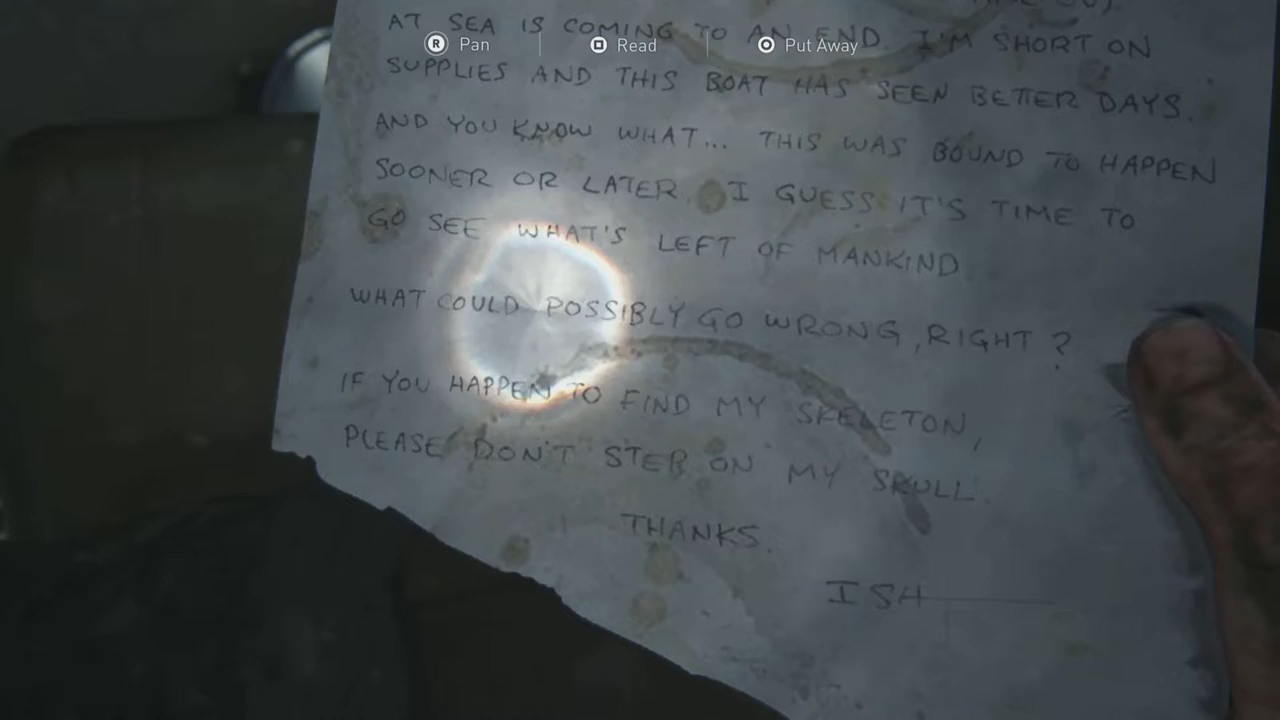 AT SEA IS COMING TO AN END. I'M SHORT ON
Pan Read Put Away
SUPPLIES AND THIS BOAT HAS SEEN BETTER DAYS.
AND YOU KNOW WHAT... THIS WAS BOUND TO HAPPEN
SOONER OR LATER. I GUESS IT'S TIME TO
GO SEE WHAT'S LEFT OF MANKIND.
WHAT COULD POSSIBLY GO WRONG, RIGHT?
IF YOU HAPPEN TO FIND MY SKELETON,
PLEASE DON'T STEP ON MY SKULL.
THANKS.
ISH